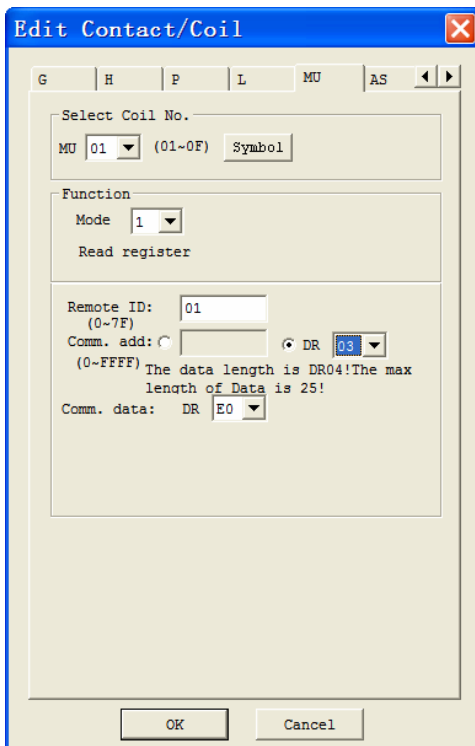 Edit Contact/Coil
G H P L MU AS
Select Coil No.
MU 01 (01~0F) Symbol
Function
Mode 1
Read register
Remote ID: 01
(0~7F)
Comm. add: DR 03
(0~FFFF) The data length is DR04!The max
length of Data is 25!
Comm. data: DR E0
OK Cancel